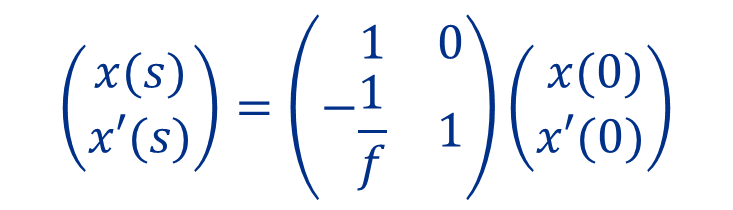 (x(s) x′(s)) = (1 0 −1/f 1) (x(0) x′(0))